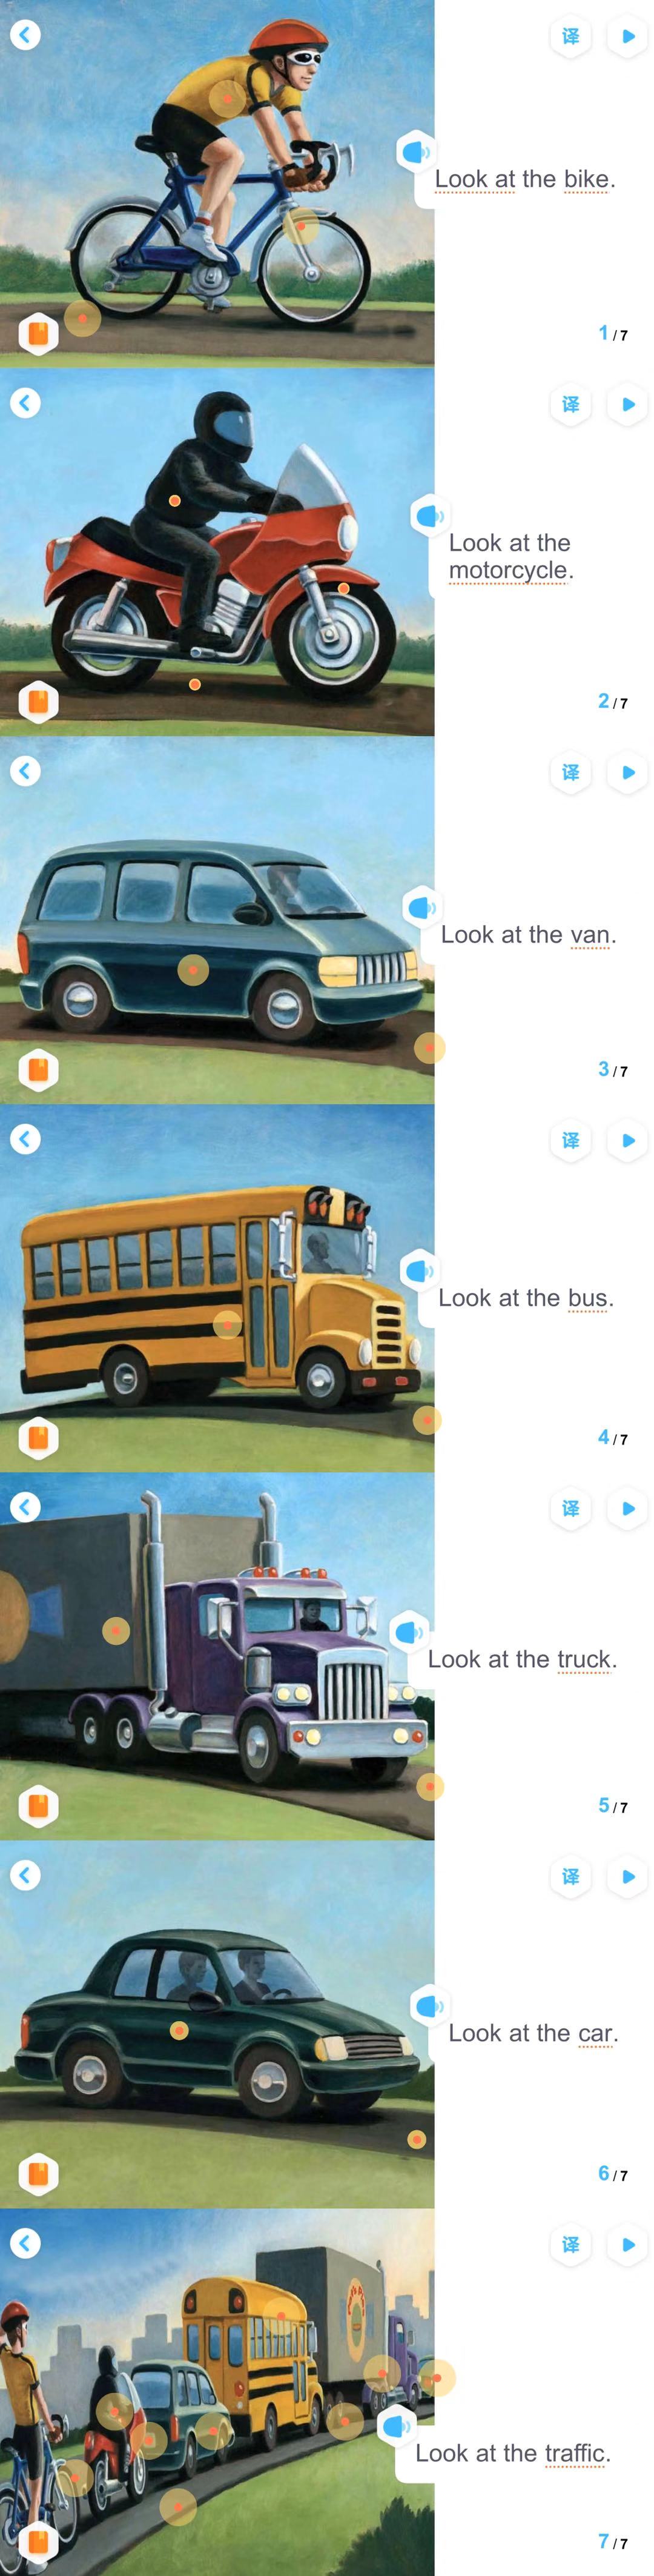 译
Look at the bike.
1/7
译
Look at the
motorcycle.
2/7
译
Look at the van.
3/7
译
Look at the bus.
4/7
译
Look at the truck.
5/7
译
Look at the car.
6/7
译
Look at the traffic.
7/7